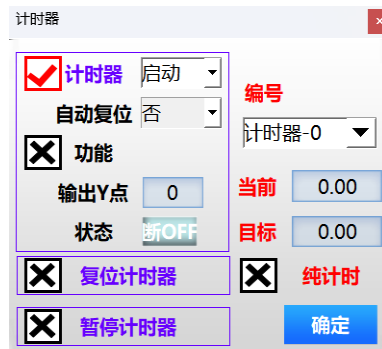 计时器
计时器 启动
编号
自动复位 否
计时器-0
功能
输出Y点 0
当前 0.00
状态 断OFF
目标 0.00
复位计时器
纯计时
暂停计时器
确定